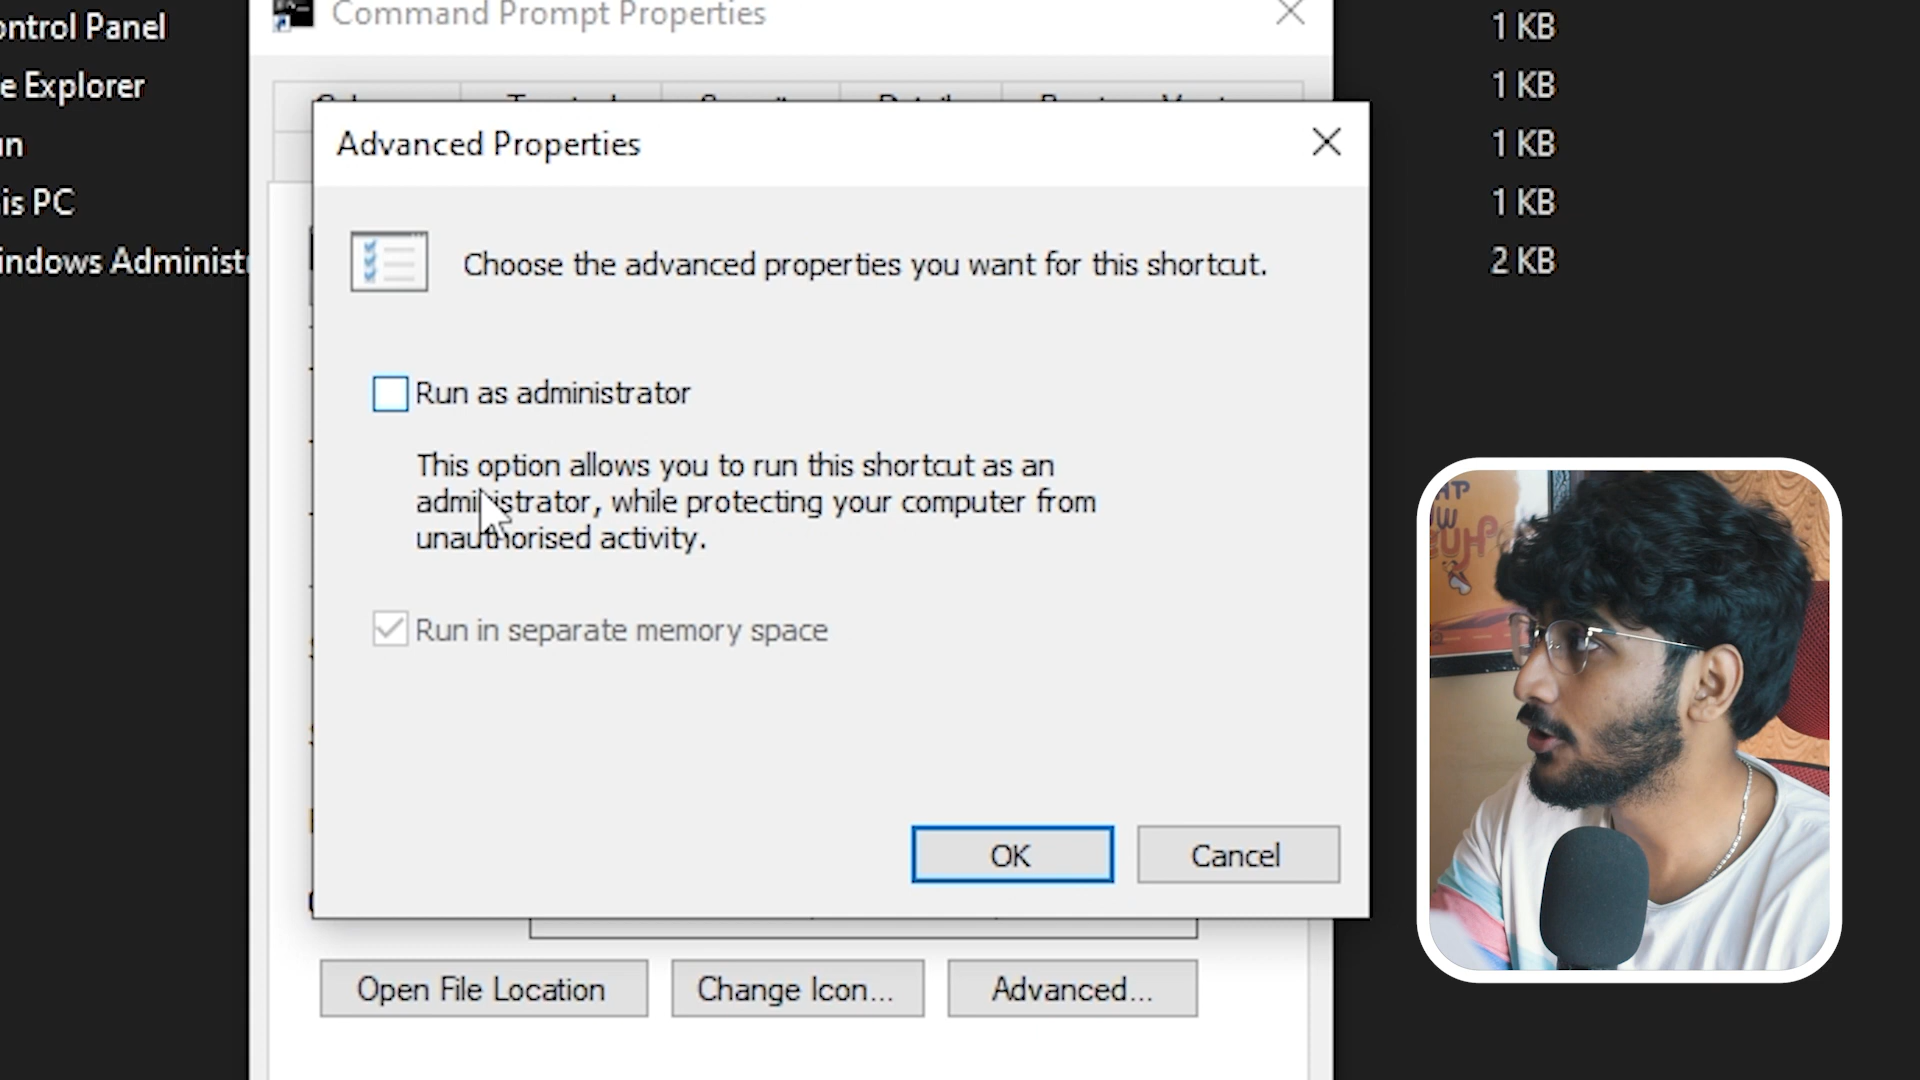 Command Prompt Properties
ontrol Panel
1 KB
e Explorer
1 KB
Advanced Properties
un
1 KB
is PC
1 KB
indows Administr
2 KB
Choose the advanced properties you want for this shortcut.
Run as administrator
This option allows you to run this shortcut as an
administrator, while protecting your computer from
unauthorised activity.
Run in separate memory space
OK
Cancel
Open File Location
Change Icon...
Advanced...